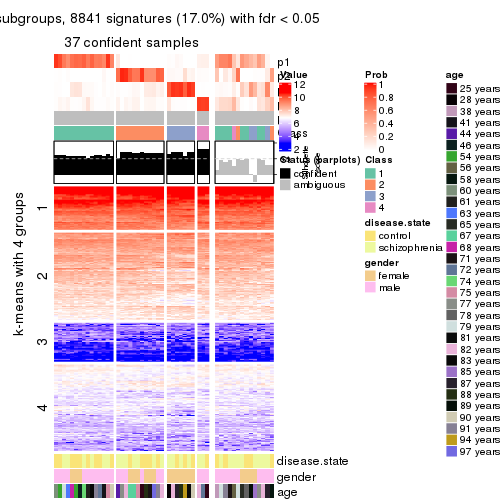 subgroups, 8841 signatures (17.0%) with fdr < 0.05
37 confident samples
p1
p2
Value
12
10
8
6
4
2
Status (barplots)
confident
ambiguous
Prob
1
0.8
0.6
0.4
0.2
0
Class
1
2
3
4
disease.state
control
schizophrenia
gender
female
male
age
25 years
28 years
38 years
41 years
44 years
46 years
54 years
56 years
58 years
60 years
61 years
63 years
65 years
67 years
68 years
71 years
72 years
74 years
75 years
77 years
78 years
79 years
81 years
82 years
83 years
85 years
87 years
88 years
89 years
90 years
91 years
94 years
97 years
k-means with 4 groups
1
2
3
4
disease.state
gender
age